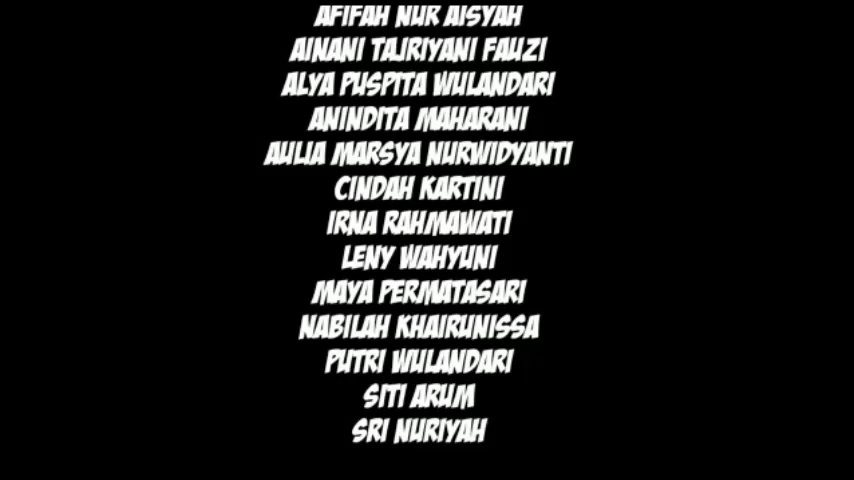 AFIFAH NUR AISYAH
AINANI TAJRIYANI FAUZI
ALYA PUSPITA WULANDARI
ANINDITA MAHARANI
AULIA MARSYA NURWIDYANTI
CINDAH KARTINI
IRNA RAHMAWATI
LENY WAHYUNI
MAYA PERMATASARI
NABILAH KHAIRUNISSA
PUTRI WULANDARI
SITI ARUM
SRI NURIYAH